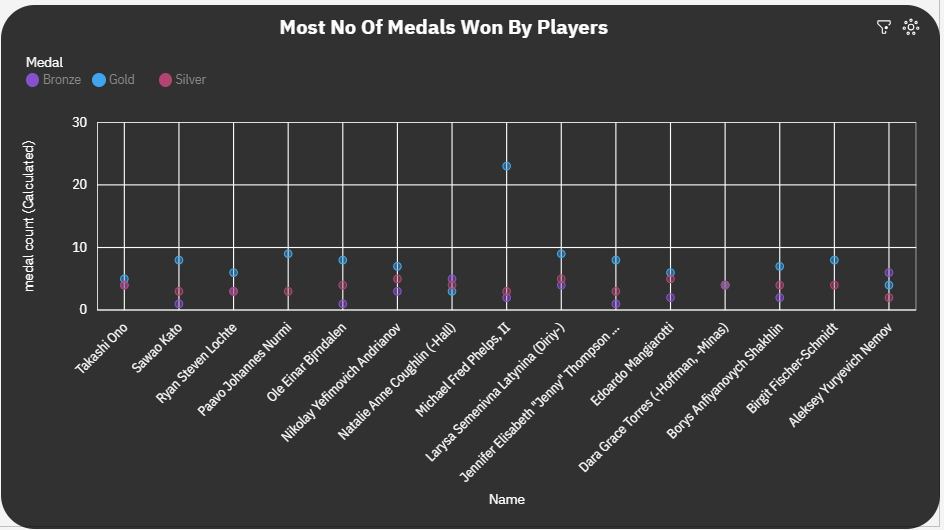 Most No Of Medals Won By Players
Medal
Bronze Gold Silver
30
20
10
0
medal count (Calculated)
Takashi Ono
Sawao Kato
Ryan Steven Lochte
Paavo Johannes Nurmi
Ole Einar Bjrndalen
Nikolay Yefimovich Andrianov
Natalie Anne Coughlin (-Hall)
Michael Fred Phelps, II
Larysa Semenivna Latynina (Diriy-)
Jennifer Elisabeth "Jenny" Thompson ...
Edoardo Mangiarotti
Dara Grace Torres (-Hoffman, -Minas)
Borys Anfiyanovych Shakhlin
Birgit Fischer-Schmidt
Aleksey Yuryevich Nemov
Name